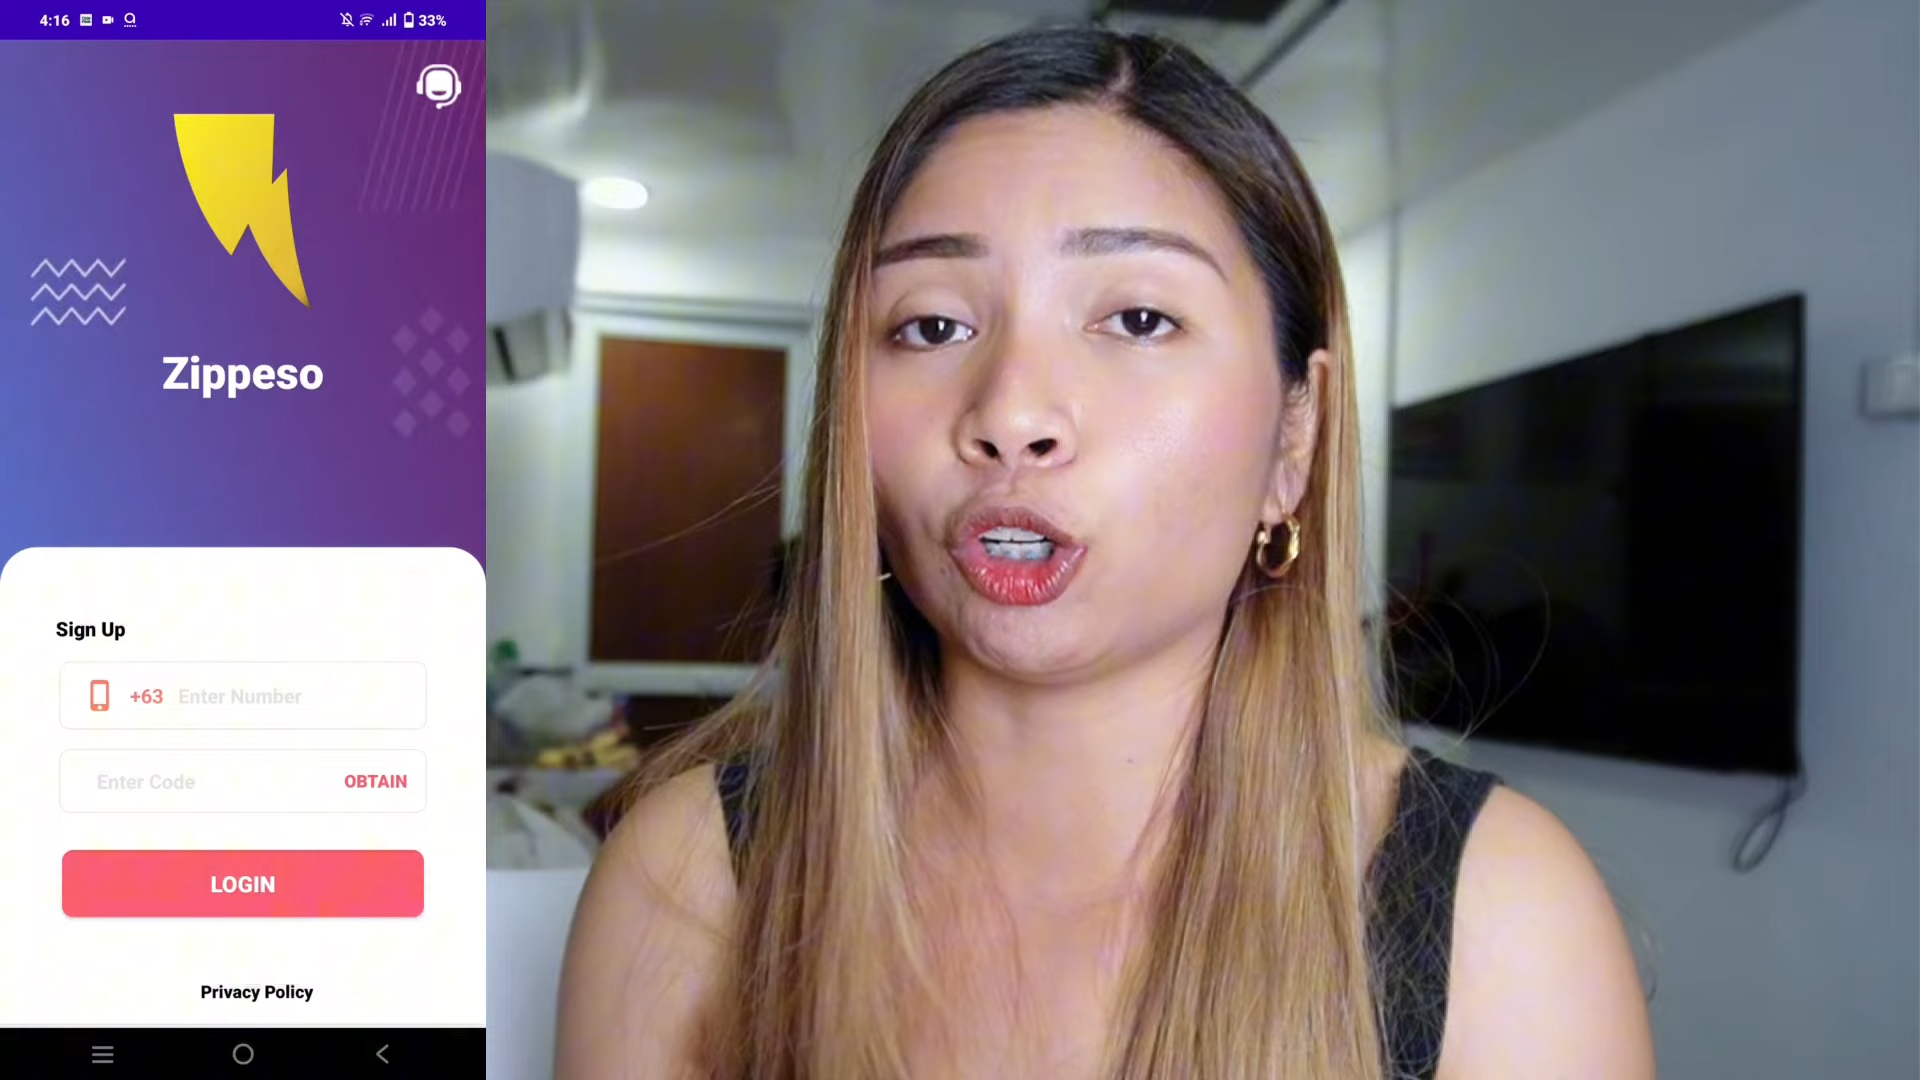 4:16
33%
Zippeso
Sign Up
+63 Enter Number
Enter Code OBTAIN
LOGIN
Privacy Policy